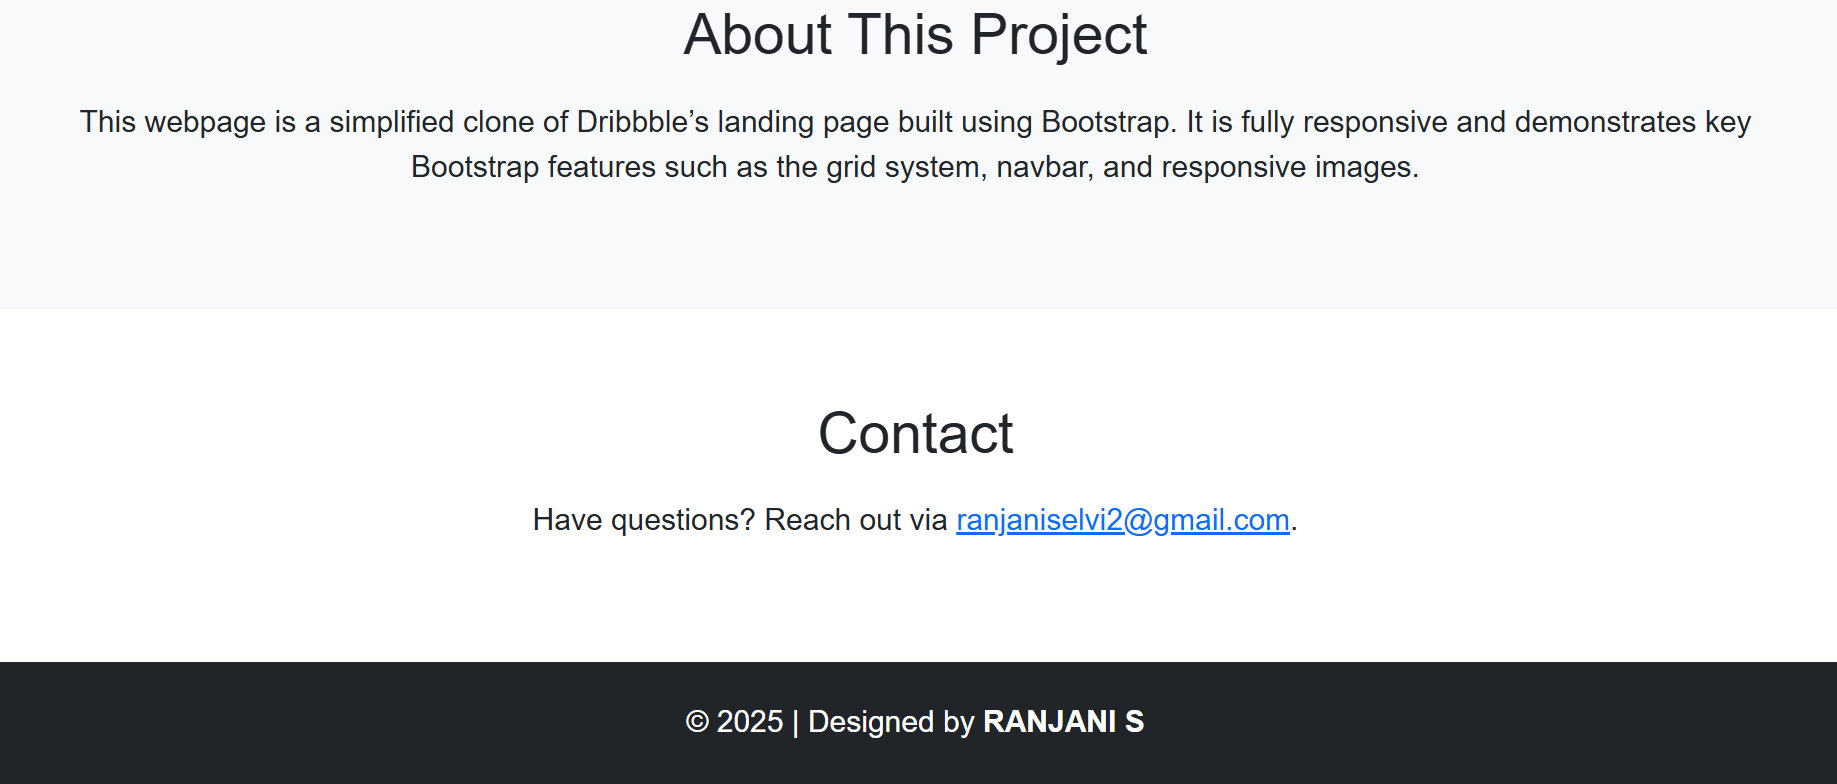 About This Project
This webpage is a simplified clone of Dribbble’s landing page built using Bootstrap. It is fully responsive and demonstrates key
Bootstrap features such as the grid system, navbar, and responsive images.
Contact
Have questions? Reach out via ranjaniselvi2@gmail.com.
© 2025 | Designed by RANJANI S